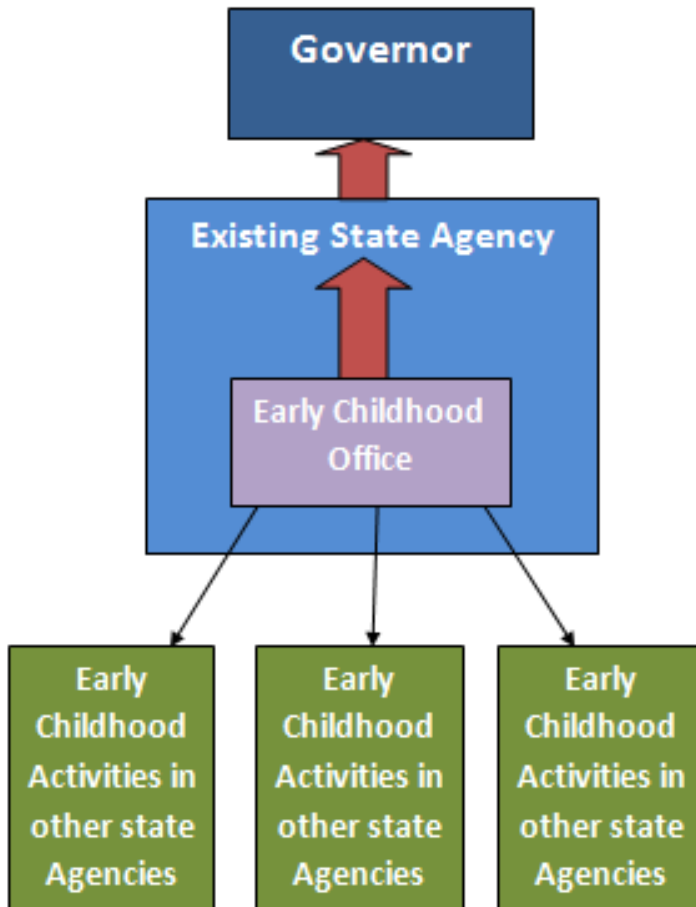 Governor
Existing State Agency
Early Childhood
Office
Early
Childhood
Activities in
other state
Agencies
Early
Childhood
Activities in
other state
Agencies
Early
Childhood
Activities in
other state
Agencies